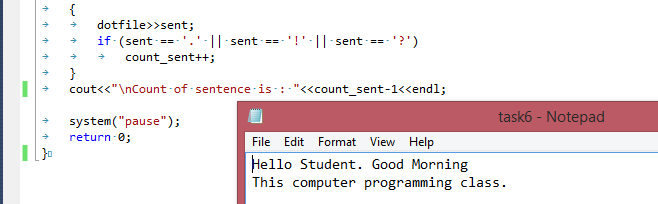 {
dotfile>>sent;
if (sent == '.' || sent == '!' || sent == '?')
count_sent++;
}
cout<<"\nCount of sentence is : "<<count_sent-1<<endl;
system("pause");
return 0;
}
task6 - Notepad
File Edit Format View Help
Hello Student. Good Morning
This computer programming class.